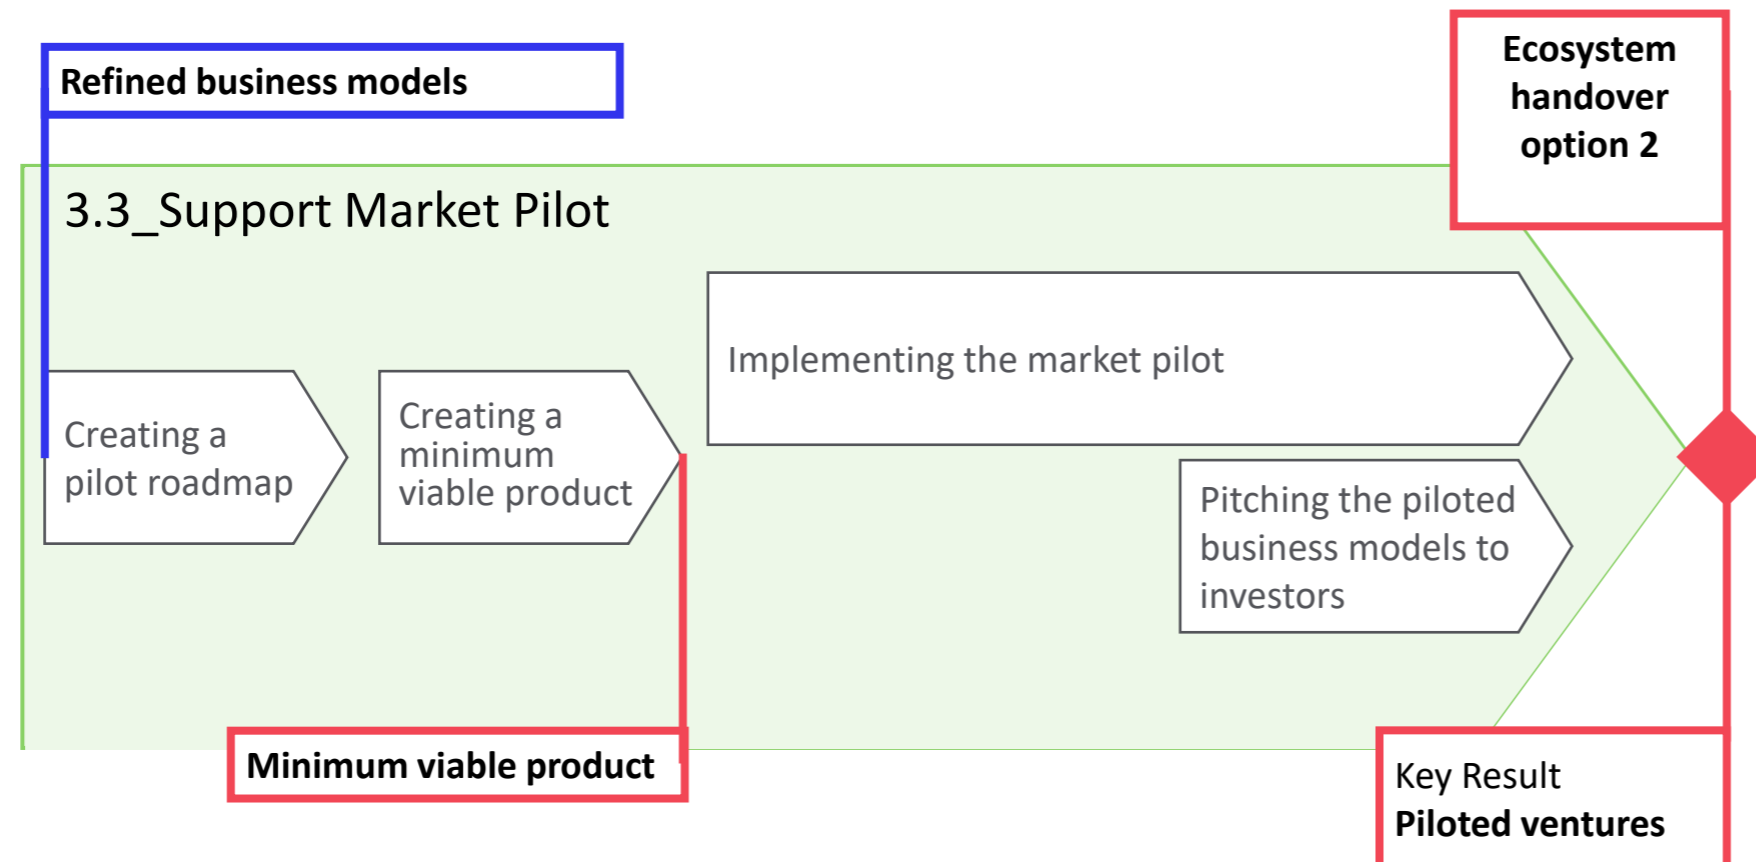 Refined business models
Ecosystem
handover
option 2
3.3_Support Market Pilot
Implementing the market pilot
Creating a
pilot roadmap
Creating a
minimum
viable product
Pitching the piloted
business models to
investors
Minimum viable product
Key Result
Piloted ventures